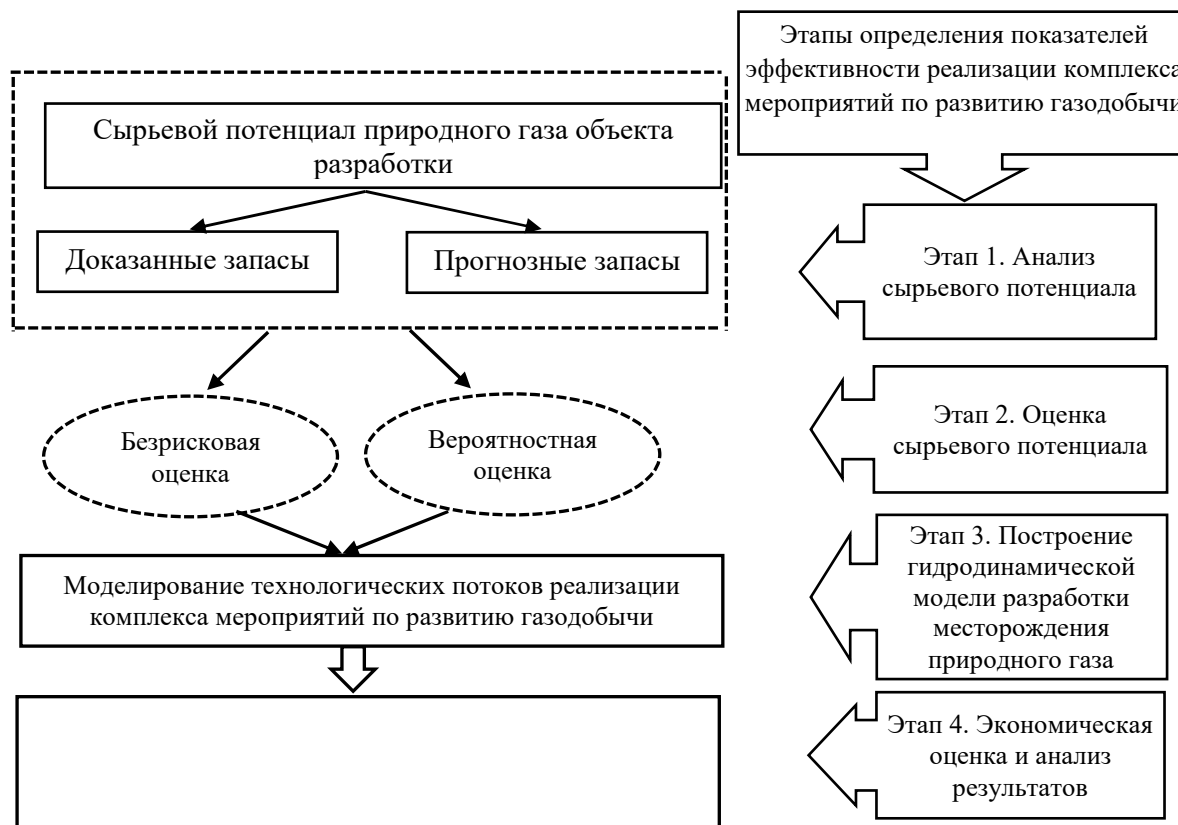 Этапы определения показателей
эффективности реализации комплекса
мероприятий по развитию газодобычи
Сырьевой потенциал природного газа объекта
разработки
Доказанные запасы
Прогнозные запасы
Этап 1. Анализ
сырьевого потенциала
Безрисковая
оценка
Вероятностная
оценка
Этап 2. Оценка
сырьевого потенциала
Моделирование технологических потоков реализации
комплекса мероприятий по развитию газодобычи
Этап 3. Построение
гидродинамической
модели разработки
месторождения
природного газа
Этап 4. Экономическая
оценка и анализ
результатов